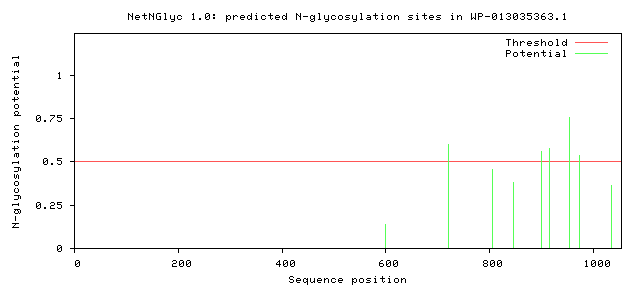 NetNGlyc 1.0: predicted N-glycosylation sites in WP-013035363.1
Threshold
Potential
N-glycosylation potential
1
0.75
0.5
0.25
0
0 200 400 600 800 1000
Sequence position